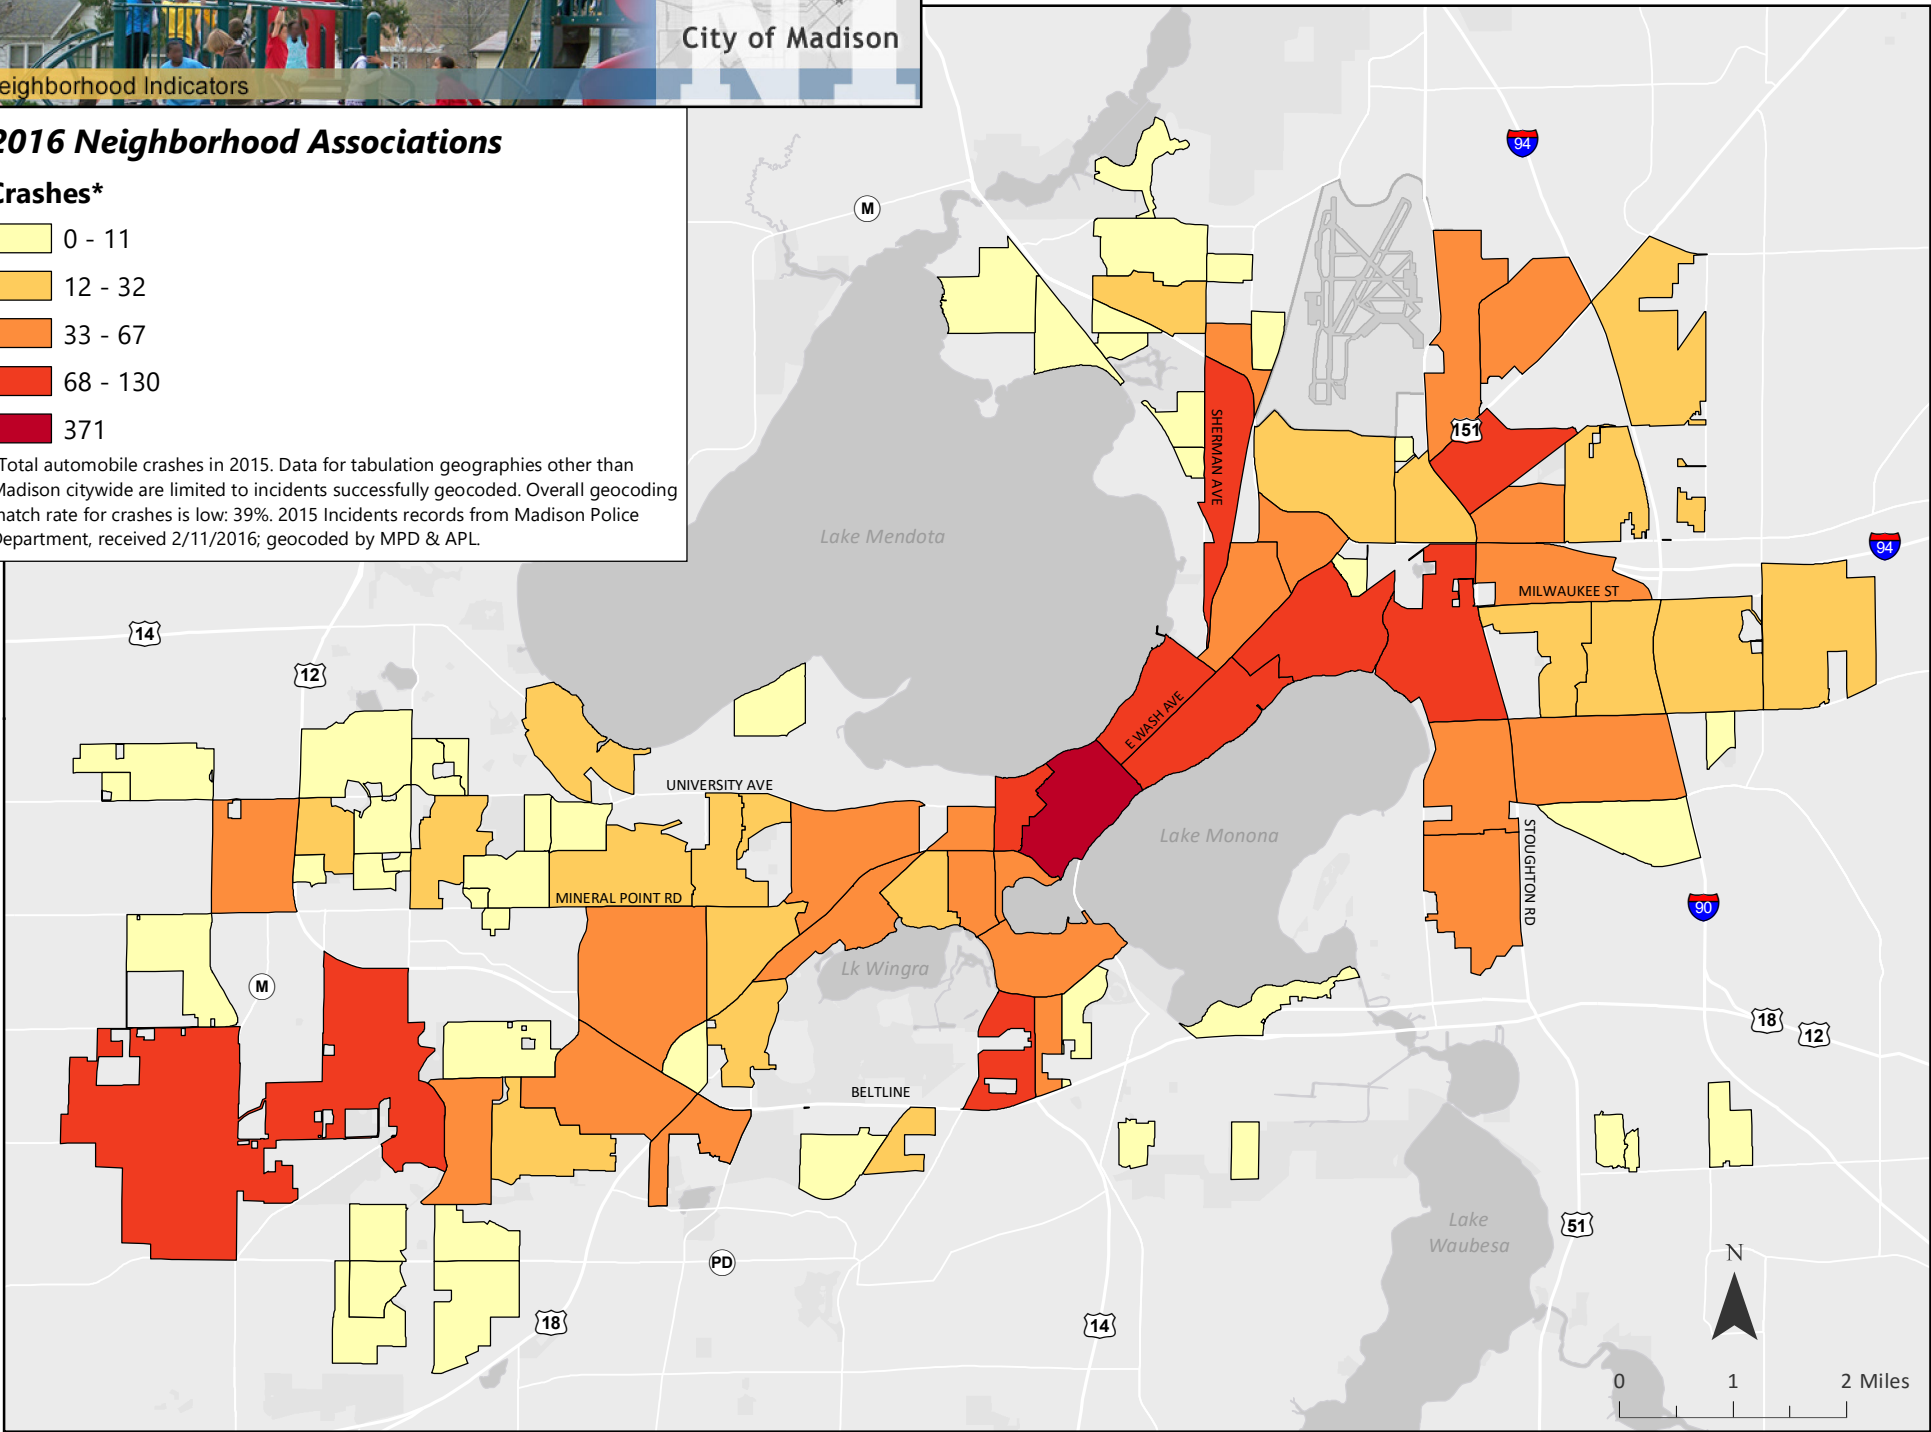 City of Madison
eighborhood Indicators
2016 Neighborhood Associations
Crashes*
0 - 11
12 - 32
33 - 67
68 - 130
371
Total automobile crashes in 2015. Data for tabulation geographies other than
Madison citywide are limited to incidents successfully geocoded. Overall geocoding
match rate for crashes is low: 39%. 2015 Incidents records from Madison Police
Department, received 2/11/2016; geocoded by MPD & APL.
94
M
SHERMAN AVE
151
Lake Mendota
94
MILWAUKEE ST
14
12
E WASH AVE
UNIVERSITY AVE
Lake Monona
STOUGHTON RD
MINERAL POINT RD
90
Lk Wingra
M
18
12
BELTLINE
Lake
Waubesa
51
N
PD
18
14
0 1 2 Miles